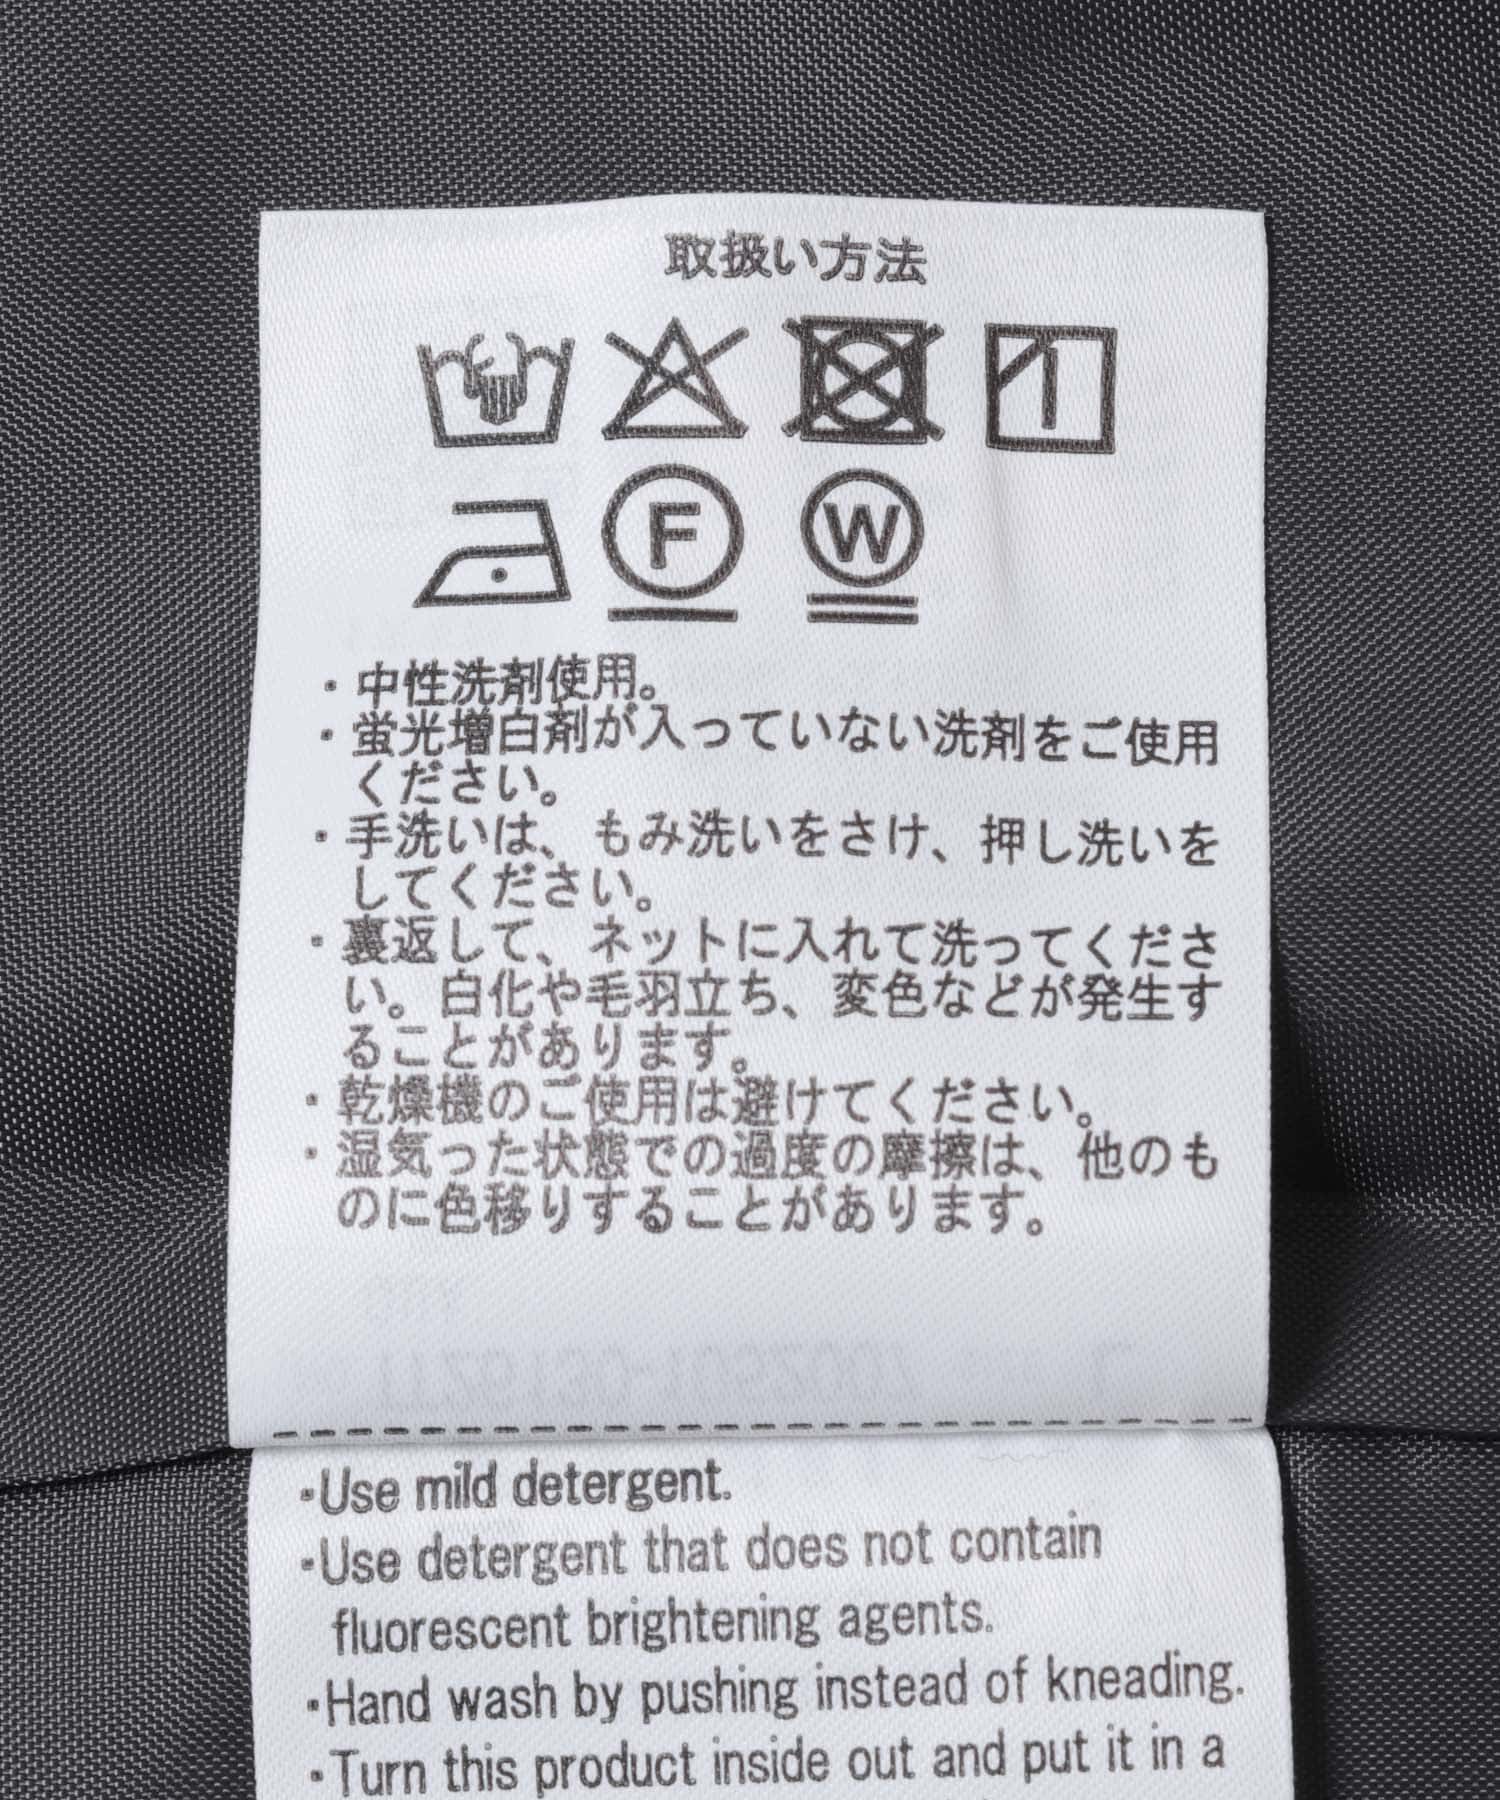 取扱い方法
F
W
・中性洗剤使用。
・蛍光増白剤が入っていない洗剤をご使用
ください。
・手洗いは、もみ洗いをさけ、押し洗いを
してください。
・裏返して、ネットに入れて洗ってくださ
い。白化や毛羽立ち、変色などが発生す
ることがあります。
・乾燥機のご使用は避けてください。
・湿気った状態での過度の摩擦は、他のも
のに色移りすることがあります。
・Use mild detergent.
・Use detergent that does not contain
fluorescent brightening agents.
・Hand wash by pushing instead of kneading.
・Turn this product inside out and put it in a